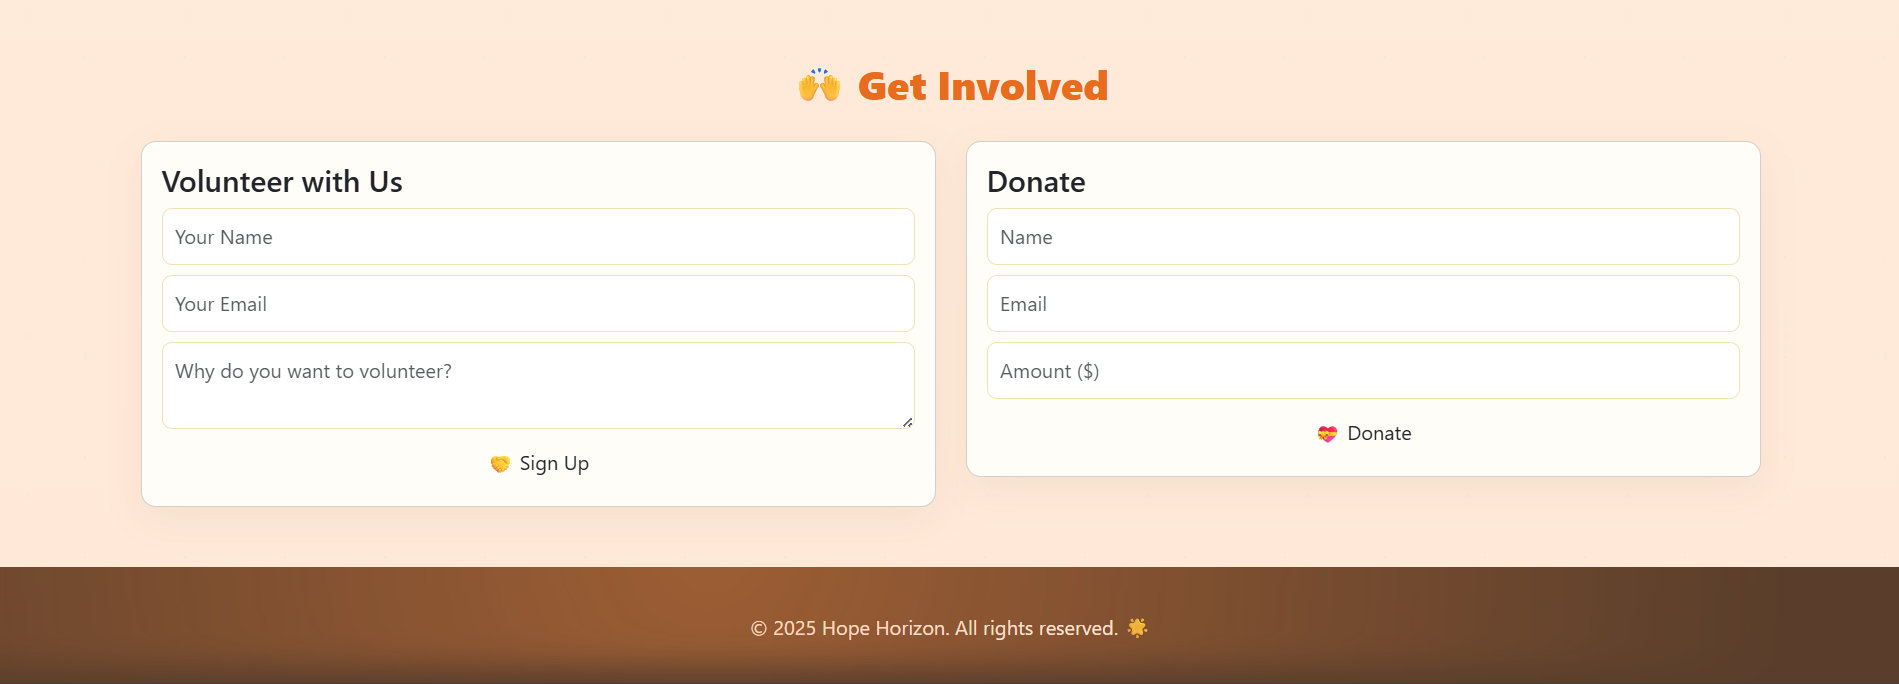 🙌 Get Involved
Volunteer with Us
Your Name
Your Email
Why do you want to volunteer?
🤝 Sign Up
Donate
Name
Email
Amount ($)
💝 Donate
© 2025 Hope Horizon. All rights reserved. 🌟